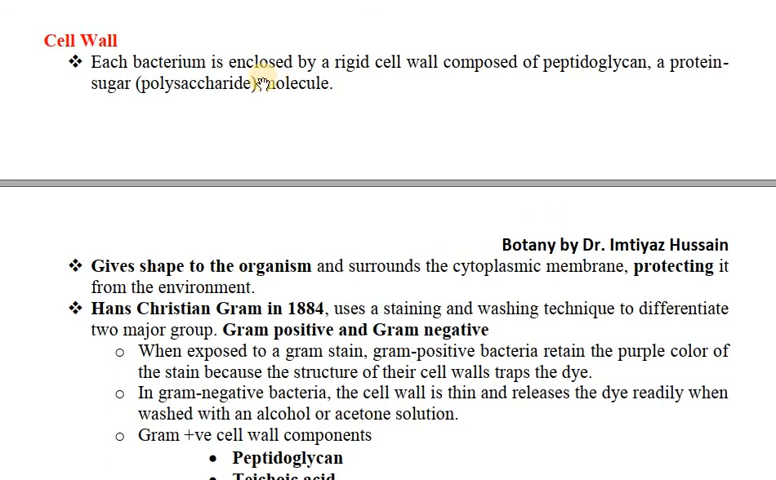 Cell Wall
❖ Each bacterium is enclosed by a rigid cell wall composed of peptidoglycan, a protein-
sugar (polysaccharide) molecule.
Botany by Dr. Imtiyaz Hussain
❖ Gives shape to the organism and surrounds the cytoplasmic membrane, protecting it
from the environment.
❖ Hans Christian Gram in 1884, uses a staining and washing technique to differentiate
two major group. Gram positive and Gram negative
o When exposed to a gram stain, gram-positive bacteria retain the purple color of
the stain because the structure of their cell walls traps the dye.
o In gram-negative bacteria, the cell wall is thin and releases the dye readily when
washed with an alcohol or acetone solution.
o Gram +ve cell wall components
• Peptidoglycan
• Teichoic acid